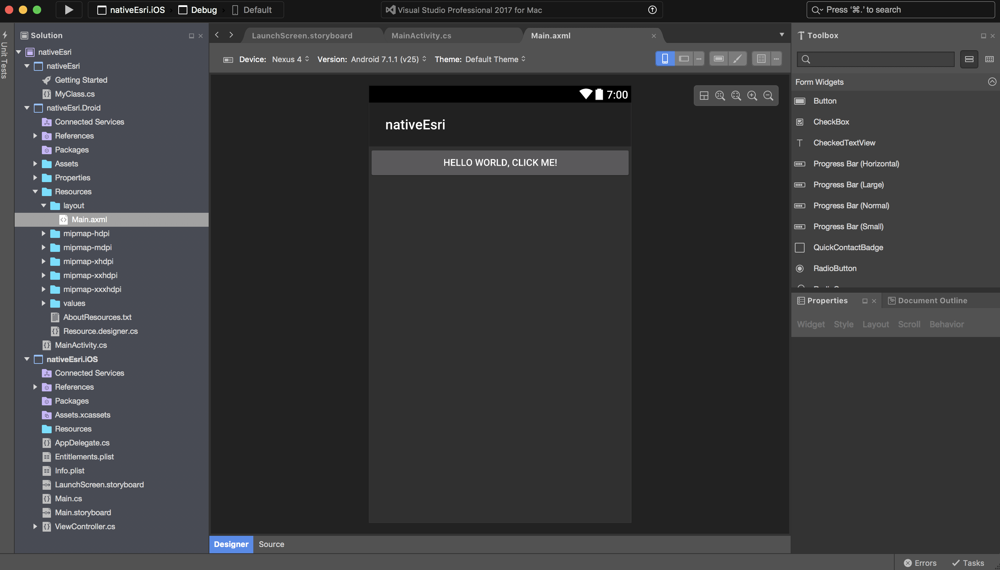 nativeEsri.iOS › Debug › Default
Visual Studio Professional 2017 for Mac
Press ‘⌘.’ to search
Unit Tests
Solution
nativeEsri
nativeEsri
Getting Started
MyClass.cs
nativeEsri.Droid
Connected Services
References
Packages
Assets
Properties
Resources
layout
Main.axml
mipmap-hdpi
mipmap-mdpi
mipmap-xhdpi
mipmap-xxhdpi
mipmap-xxxhdpi
values
AboutResources.txt
Resource.designer.cs
MainActivity.cs
nativeEsri.iOS
Connected Services
References
Packages
Assets.xcassets
Resources
AppDelegate.cs
Entitlements.plist
Info.plist
LaunchScreen.storyboard
Main.cs
Main.storyboard
ViewController.cs
LaunchScreen.storyboard
MainActivity.cs
Main.axml
Device: Nexus 4 Version: Android 7.1.1 (v25) Theme: Default Theme
7:00
nativeEsri
HELLO WORLD, CLICK ME!
Designer Source
Toolbox
Form Widgets
Button
CheckBox
CheckedTextView
Progress Bar (Horizontal)
Progress Bar (Large)
Progress Bar (Normal)
Progress Bar (Small)
QuickContactBadge
RadioButton
Properties
Document Outline
Widget Style Layout Scroll Behavior
Errors Tasks